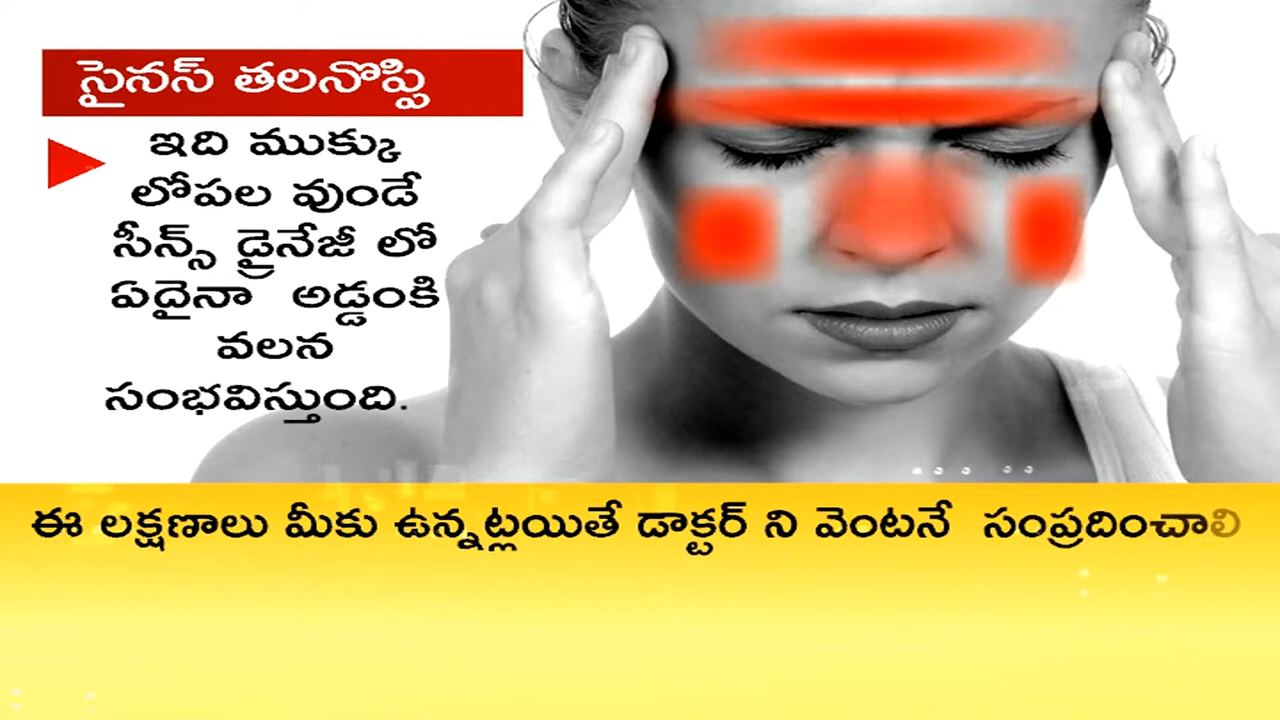 సైనస్ తలనొప్పి
ఇది ముక్కు
లోపల వుండే
సీన్స్ డ్రైనేజీ లో
ఏదైనా అడ్డంకి
వలన
సంభవిస్తుంది.
ఈ లక్షణాలు మీకు ఉన్నట్లయితే డాక్టర్ ని వెంటనే సంప్రదించాలి